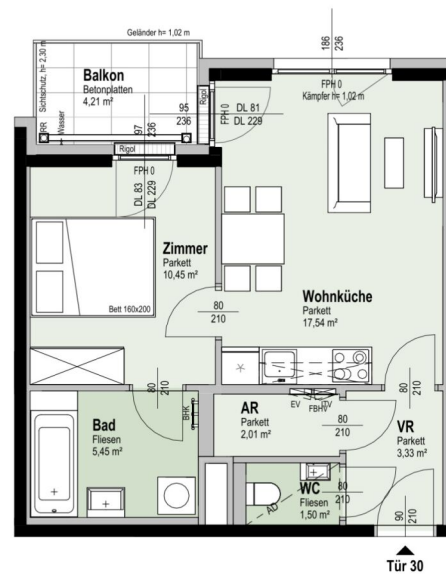 Geländer h= 1,02 m
Sichtschutz, h= 2,30 m
Balkon
Betonplatten
4,21 m²
RR
Wasser
97
236
95
236
Rigol
Rigol
FPH 0
DL 83
DL 229
FPH 0
DL 81
DL 229
186
236
FPH 0
Kämpfer h= 1,02 m
Zimmer
Parkett
10,45 m²
Bett 160x200
80
210
Wohnküche
Parkett
17,54 m²
80
210
BHK
Bad
Fliesen
5,45 m²
AR
Parkett
2,01 m²
EV
FBHV
ITV
80
210
80
210
VR
Parkett
3,33 m²
WC
Fliesen
1,50 m²
AD
80
210
90
210
Tür 30